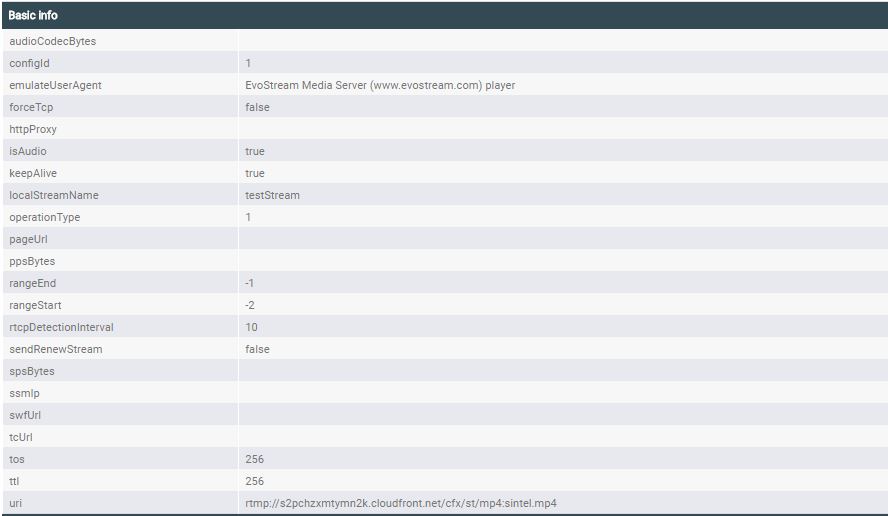 Basic info
audioCodecBytes
configId 1
emulateUserAgent EvoStream Media Server (www.evostream.com) player
forceTcp false
httpProxy
isAudio true
keepAlive true
localStreamName testStream
operationType 1
pageUrl
ppsBytes
rangeEnd -1
rangeStart -2
rtcpDetectionInterval 10
sendRenewStream false
spsBytes
ssmIp
swfUrl
tcUrl
tos 256
ttl 256
uri rtmp://s2pchzxmtymn2k.cloudfront.net/cfx/st/mp4:sintel.mp4